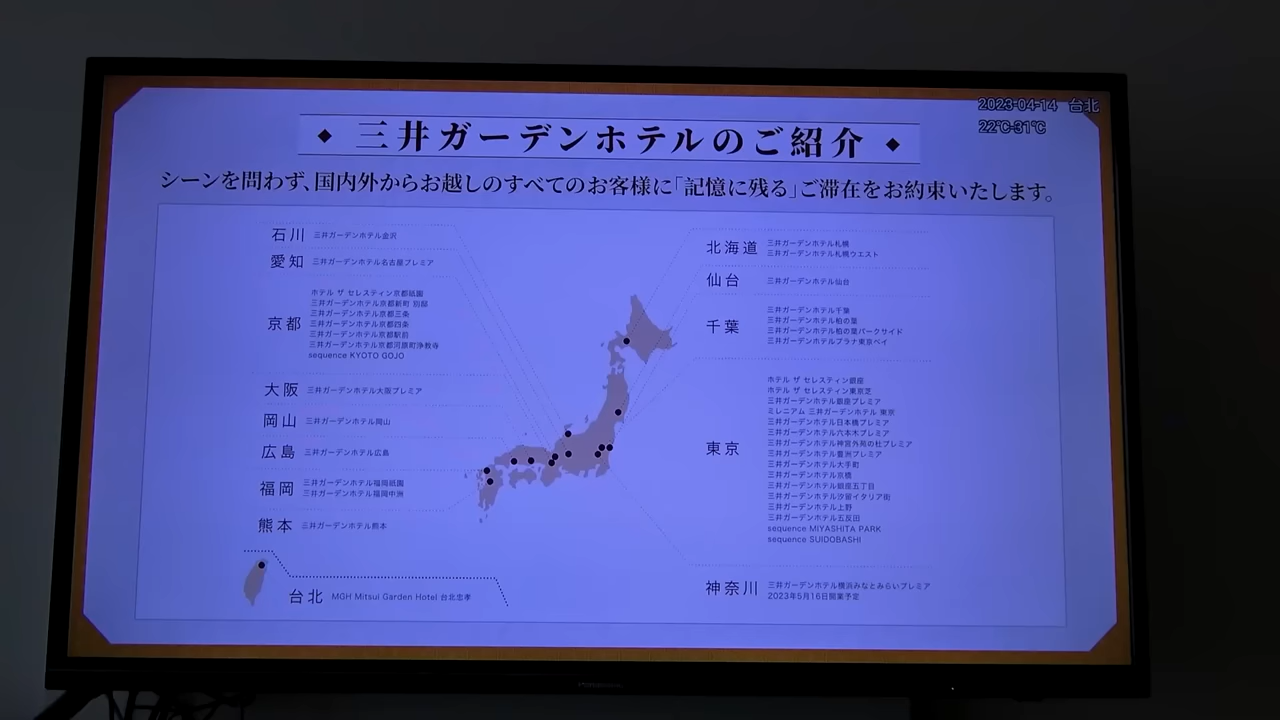 2023-04-14 台北
22℃-31℃
◆ 三井ガーデンホテルのご紹介 ◆
シーンを問わず、国内外からお越しのすべてのお客様に「記憶に残る」ご滞在をお約束いたします。
石川 三井ガーデンホテル金沢
愛知 三井ガーデンホテル名古屋プレミア
京都
ホテル ザ セレスティン京都祇園
三井ガーデンホテル京都新町 別邸
三井ガーデンホテル京都三条
三井ガーデンホテル京都四条
三井ガーデンホテル京都駅前
三井ガーデンホテル京都河原町浄教寺
sequence KYOTO GOJO
大阪 三井ガーデンホテル大阪プレミア
岡山 三井ガーデンホテル岡山
広島 三井ガーデンホテル広島
福岡
三井ガーデンホテル福岡祇園
三井ガーデンホテル福岡中洲
熊本 三井ガーデンホテル熊本
台北 MGH Mitsui Garden Hotel 台北忠孝
北海道
三井ガーデンホテル札幌
三井ガーデンホテル札幌ウエスト
仙台 三井ガーデンホテル仙台
千葉
三井ガーデンホテル千葉
三井ガーデンホテル柏の葉
三井ガーデンホテル柏の葉パークサイド
三井ガーデンホテルプラナ東京ベイ
東京
ホテル ザ セレスティン銀座
ホテル ザ セレスティン東京芝
三井ガーデンホテル銀座プレミア
ミレニアム 三井ガーデンホテル 東京
三井ガーデンホテル日本橋プレミア
三井ガーデンホテル六本木プレミア
三井ガーデンホテル神宮外苑の杜プレミア
三井ガーデンホテル豊洲プレミア
三井ガーデンホテル大手町
三井ガーデンホテル京橋
三井ガーデンホテル銀座五丁目
三井ガーデンホテル汐留イタリア街
三井ガーデンホテル上野
三井ガーデンホテル五反田
sequence MIYASHITA PARK
sequence SUIDOBASHI
神奈川
三井ガーデンホテル横浜みなとみらいプレミア
2023年5月16日開業予定
Panasonic